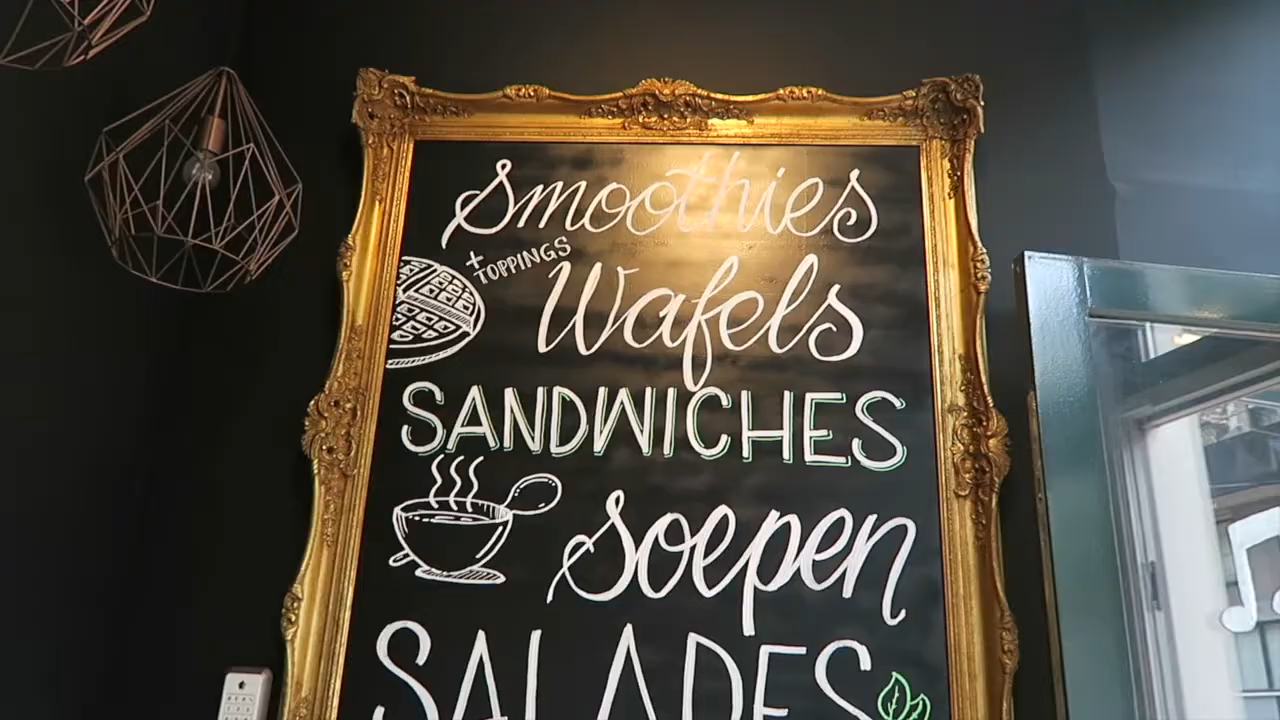 Smoothies
+ TOPPINGS
Wafels
SANDWICHES
Soepen
SALADES